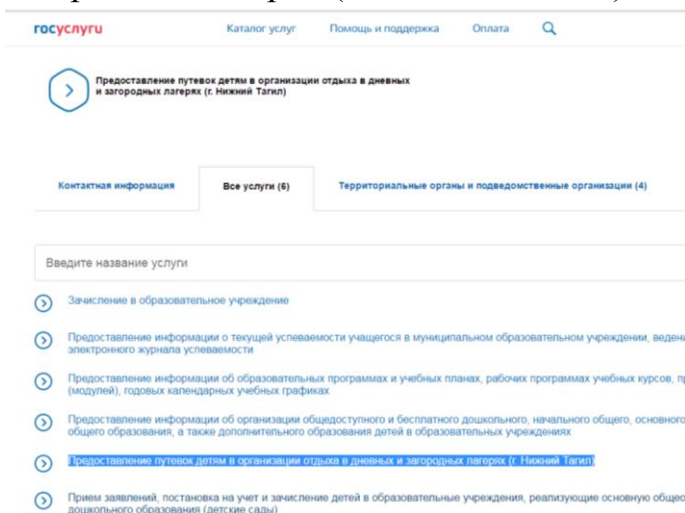 госуслуги Каталог услуг Помощь и поддержка Оплата
Предоставление путевок детям в организации отдыха в дневных
и загородных лагерях (г. Нижний Тагил)
Контактная информация Все услуги (6) Территориальные органы и подведомственные организации (4)
Введите название услуги
Зачисление в образовательное учреждение
Предоставление информации о текущей успеваемости учащегося в муниципальном образовательном учреждении,
электронного журнала успеваемости
Предоставление информации об образовательных программах и учебных планах, рабочих программах учебных курсов,
(модулей), годовых календарных учебных графиках
Предоставление информации об организации общедоступного и бесплатного дошкольного, начального общего, основного
общего образования, а также дополнительного образования детей в образовательных учреждениях
Предоставление путевок детям в организации отдыха в дневных и загородных лагерях (г. Нижний Тагил)
Прием заявлений, постановка на учет и зачисление детей в образовательные учреждения, реализующие основную
дошкольного образования (детские сады)